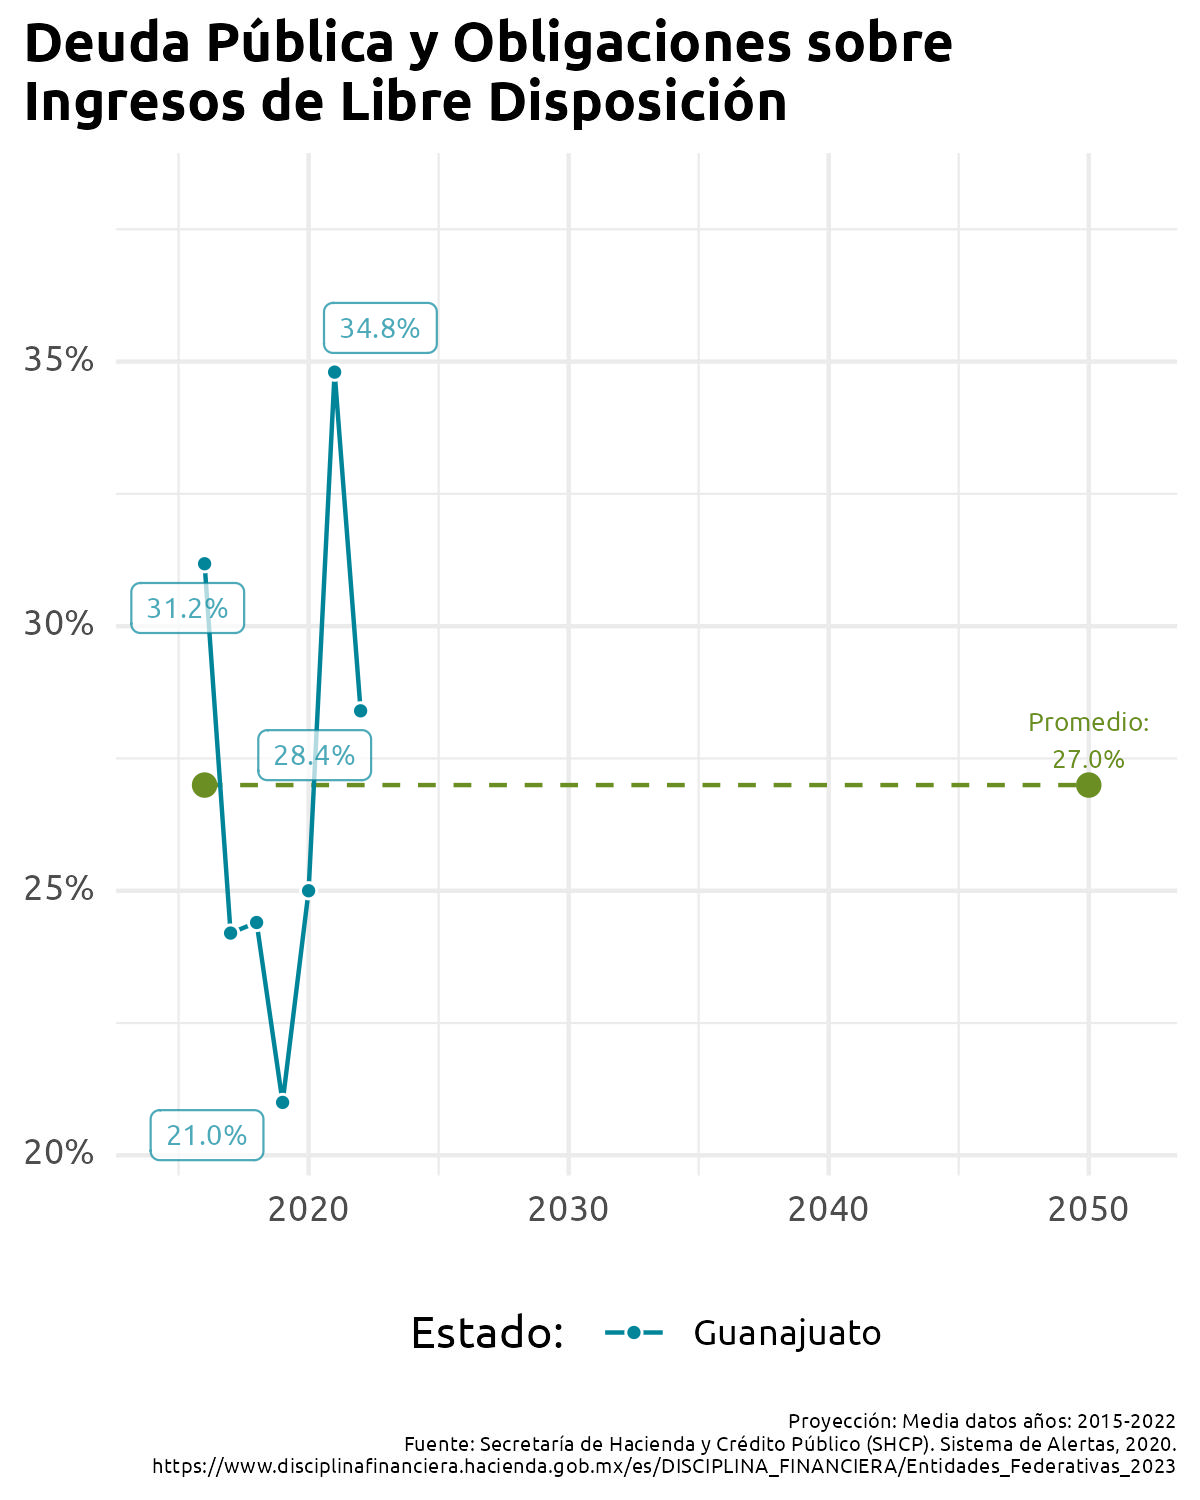 Deuda Pública y Obligaciones sobre
Ingresos de Libre Disposición
34.8%
35%
31.2%
30%
Promedio:
28.4%
27.0%
25%
21.0%
20%
2020
2030
2040
2050
Estado:
Guanajuato
Proyección: Media datos años: 2015-2022
Fuente: Secretaría de Hacienda y Crédito Público (SHCP). Sistema de Alertas, 2020.
https://www.disciplinafinanciera.hacienda.gob.mx/es/DISCIPLINA_FINANCIERA/Entidades_Federativas_2023